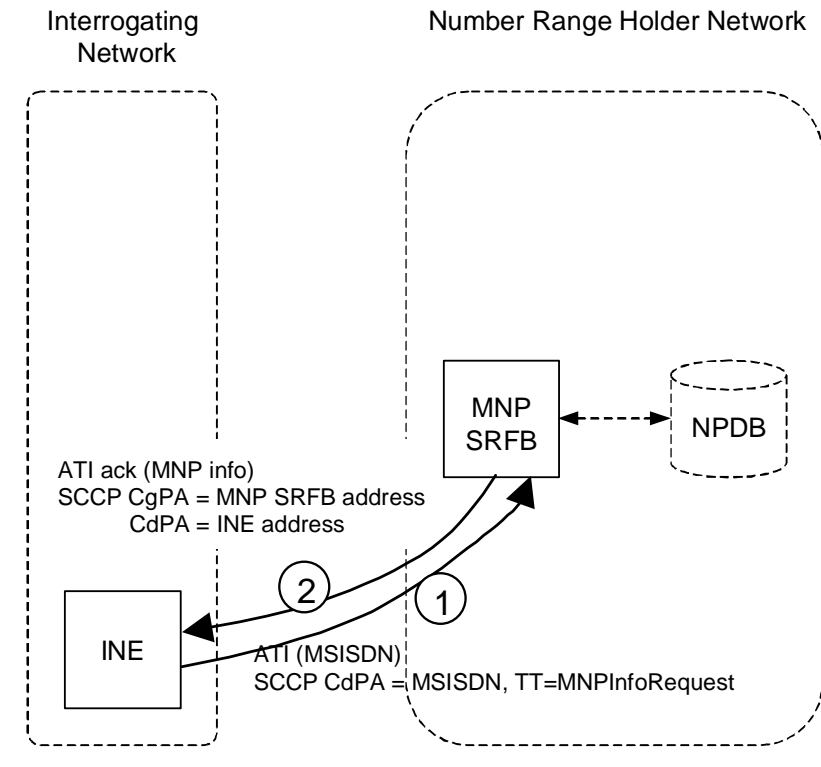 Interrogating
Network
Number Range Holder Network
MNP
SRFB
NPDB
ATI ack (MNP info)
SCCP CgPA = MNP SRFB address
CdPA = INE address
2
1
INE
ATI (MSISDN)
SCCP CdPA = MSISDN, TT=MNPInfoRequest